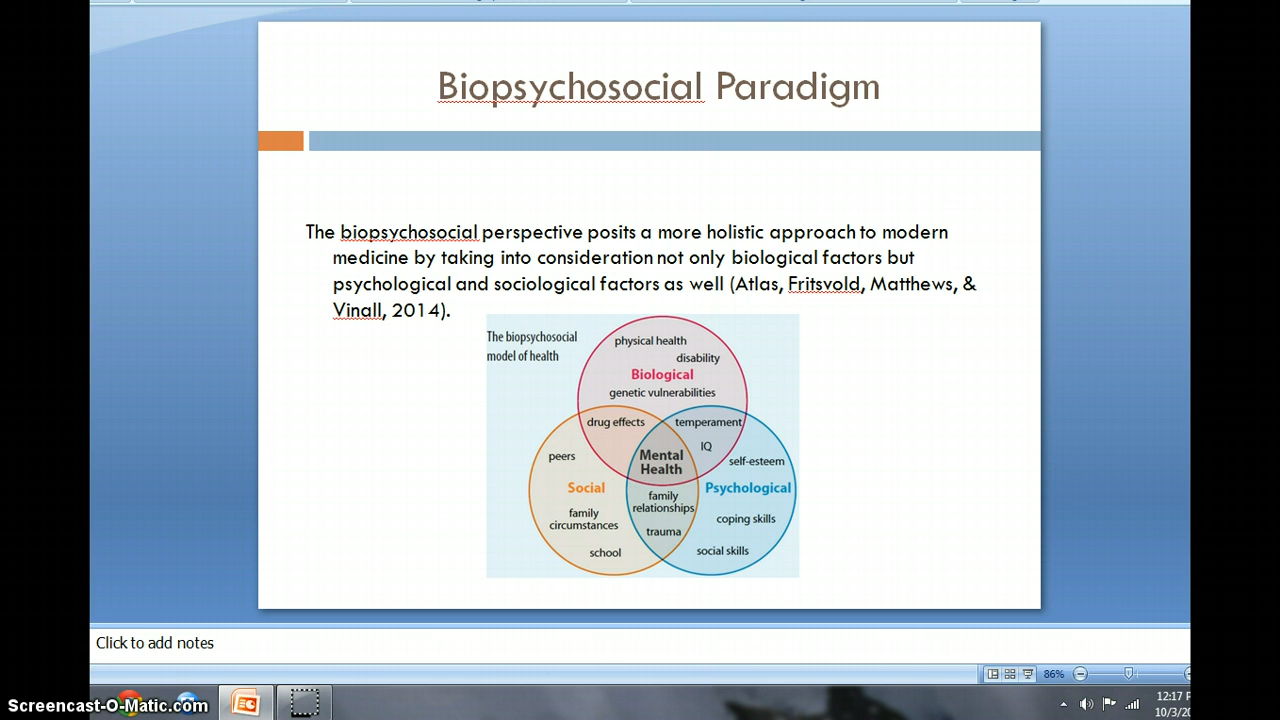 Biopsychosocial Paradigm
The biopsychosocial perspective posits a more holistic approach to modern
medicine by taking into consideration not only biological factors but
psychological and sociological factors as well (Atlas, Fritsvold, Matthews, &
Vinall, 2014).
The biopsychosocial
model of health
physical health
disability
Biological
genetic vulnerabilities
drug effects
temperament
IQ
Mental
Health
peers
self-esteem
Social
Psychological
family
relationships
family
circumstances
coping skills
trauma
school
social skills
Click to add notes
86%
Screencast-O-Matic.com
12:17 P
10/3/20